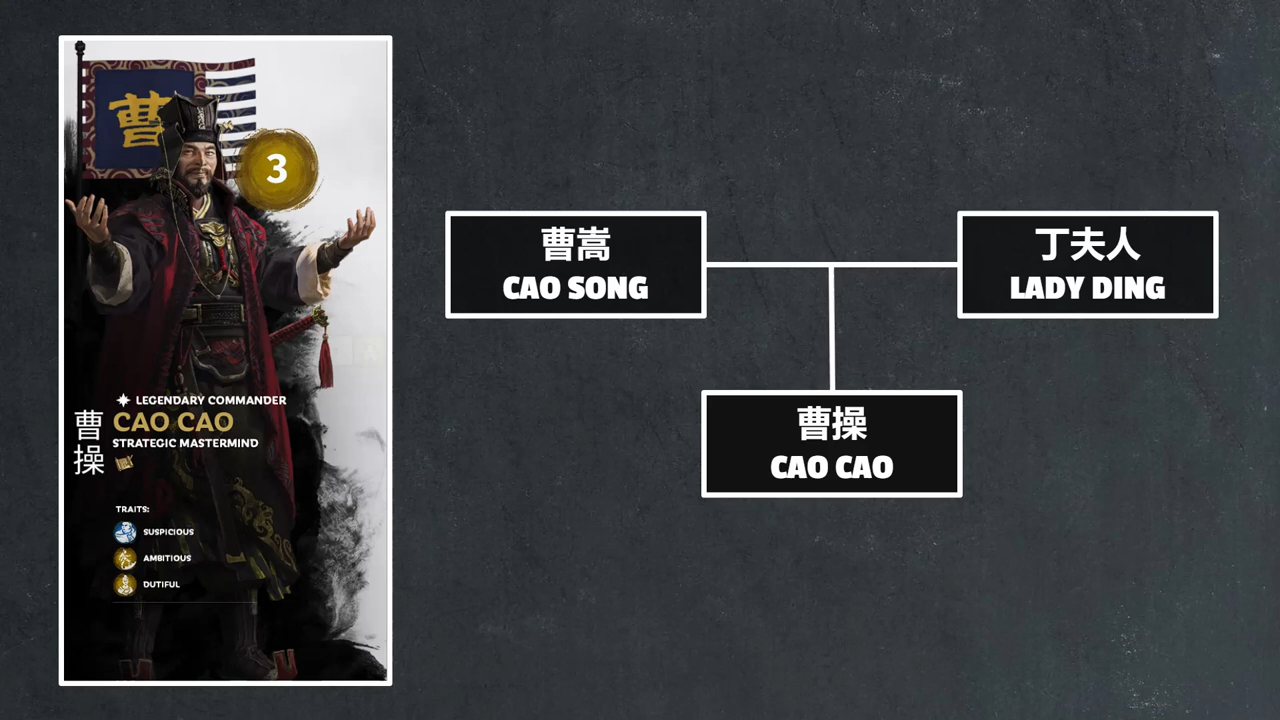 曹
3
LEGENDARY COMMANDER
曹操
CAO CAO
STRATEGIC MASTERMIND
TRAITS:
SUSPICIOUS
AMBITIOUS
DUTIFUL
曹嵩
CAO SONG
丁夫人
LADY DING
曹操
CAO CAO